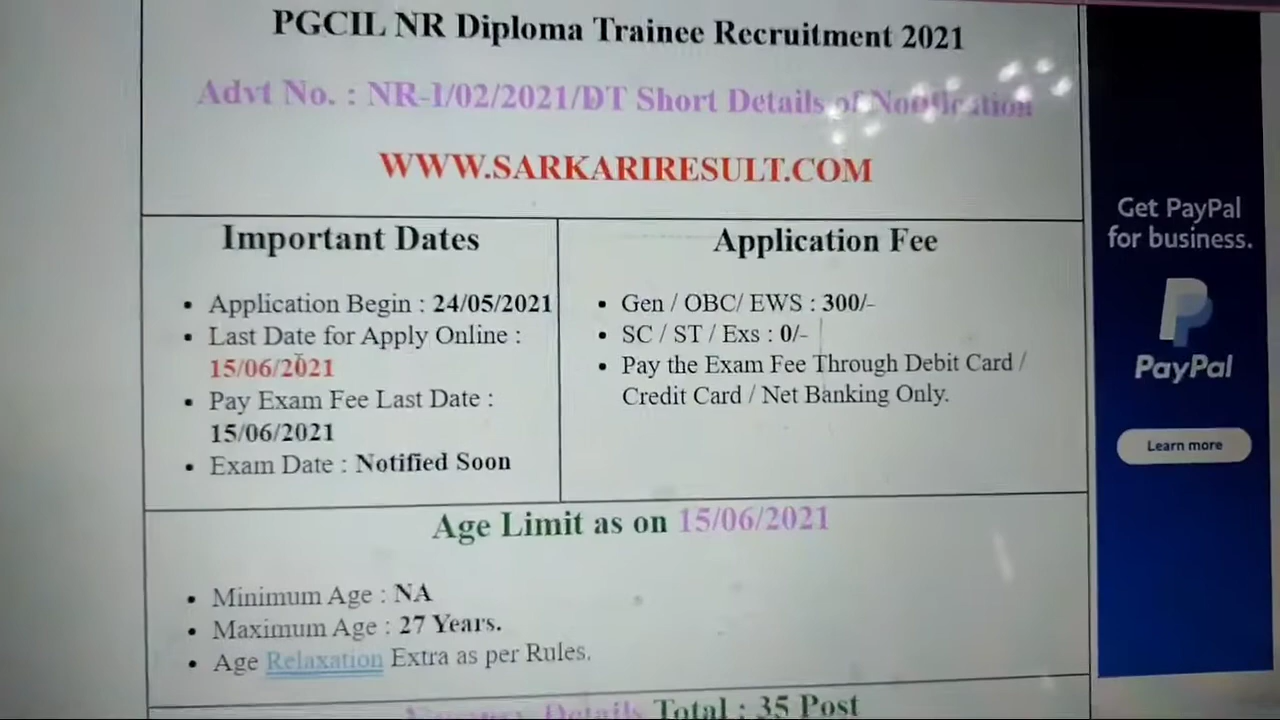 PGCIL NR Diploma Trainee Recruitment 2021
Advt No. : NR-1/02/2021/DT Short Details of Notification
WWW.SARKARIRESULT.COM
Important Dates
Application Begin : 24/05/2021
Last Date for Apply Online :
15/06/2021
Pay Exam Fee Last Date :
15/06/2021
Exam Date : Notified Soon
Application Fee
Gen / OBC/ EWS : 300/-
SC / ST / Exs : 0/-
Pay the Exam Fee Through Debit Card /
Credit Card / Net Banking Only.
Age Limit as on 15/06/2021
Minimum Age : NA
Maximum Age : 27 Years.
Age Relaxation Extra as per Rules.
Vacancy Details Total : 35 Post
Get PayPal
for business.
PayPal
Learn more